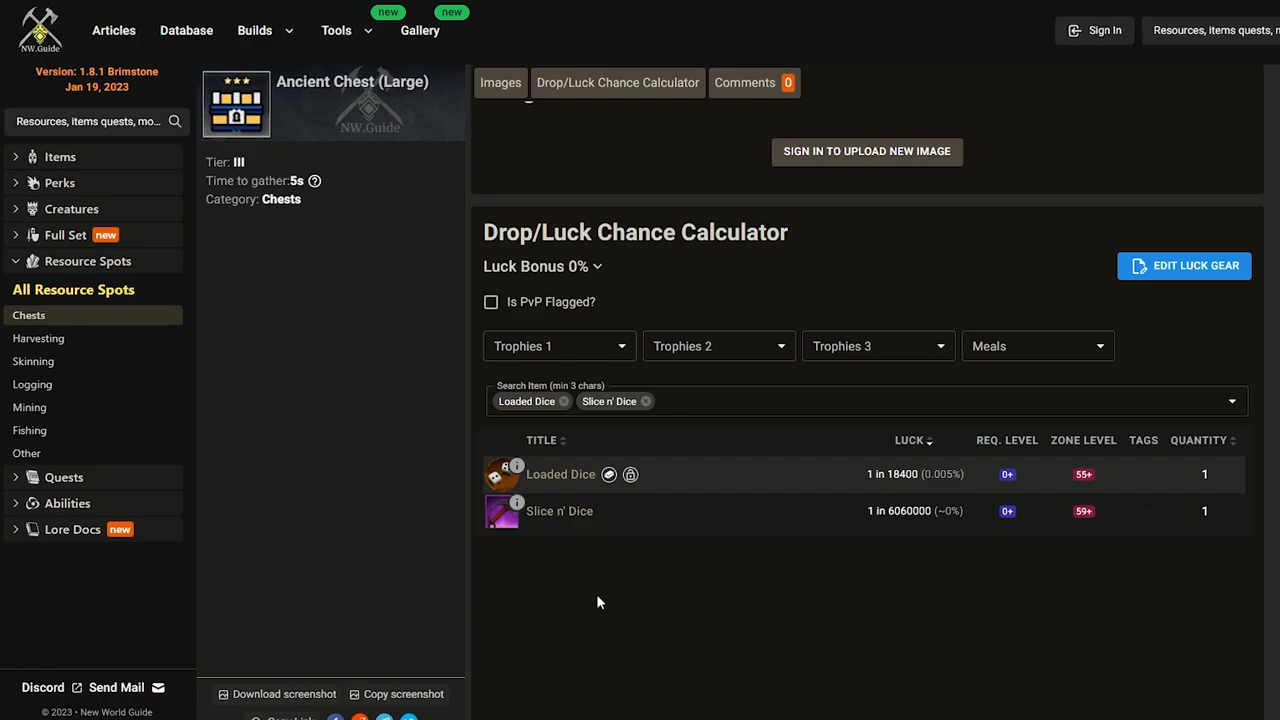 new
new
Articles
Database
Builds
Tools
Gallery
Sign In
Resources, items quests, m
NW.GUIDE
Version: 1.8.1 Brimstone
Jan 19, 2023
Resources, items quests, mo...
Items
Perks
Creatures
Full Set new
Resource Spots
All Resource Spots
Chests
Harvesting
Skinning
Logging
Mining
Fishing
Other
Quests
Abilities
Lore Docs new
Discord
Send Mail
© 2023 • New World Guide
Ancient Chest (Large)
NW.GUIDE
Tier: III
Time to gather:5s
Category: Chests
Download screenshot
Copy screenshot
Images
Drop/Luck Chance Calculator
Comments 0
SIGN IN TO UPLOAD NEW IMAGE
Drop/Luck Chance Calculator
Luck Bonus 0%
EDIT LUCK GEAR
Is PvP Flagged?
Trophies 1
Trophies 2
Trophies 3
Meals
Search Item (min 3 chars)
Loaded Dice
Slice n' Dice
TITLE LUCK REQ. LEVEL ZONE LEVEL TAGS QUANTITY
Loaded Dice 1 in 18400 (0.005%) 0+ 55+ 1
Slice n' Dice 1 in 6060000 (~0%) 0+ 59+ 1